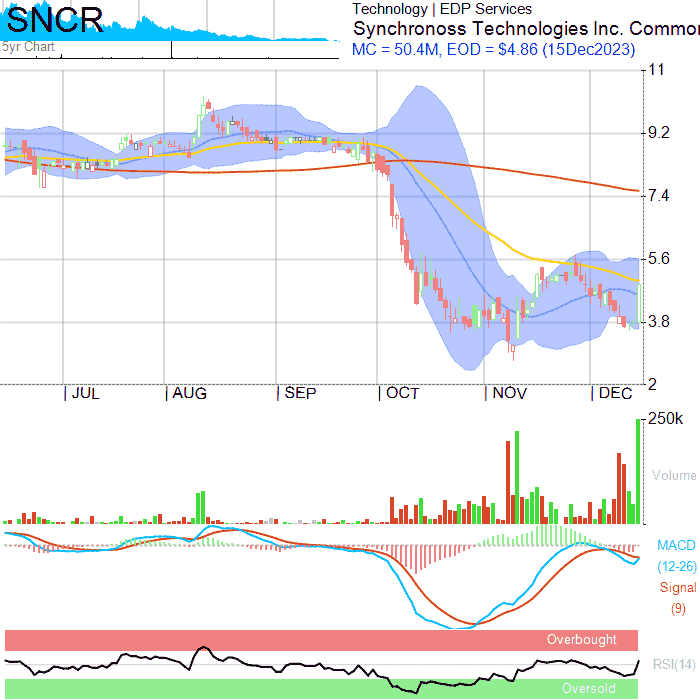 SNCR
5yr Chart
Technology | EDP Services
Synchronoss Technologies Inc. Common
MC = 50.4M, EOD = $4.86 (15Dec2023)
11
9.2
7.4
5.6
3.8
2
JUL AUG SEP OCT NOV DEC
250k
Volume
MACD
(12-26)
Signal
(9)
Overbought
RSI(14)
Oversold